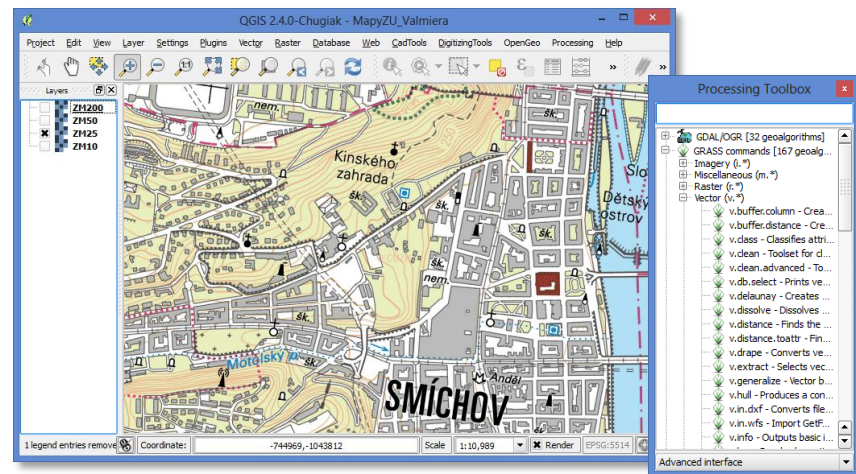 QGIS 2.4.0-Chugiak - MapyZU_Valmiera
Project Edit View Layer Settings Plugins Vector Raster Database Web CadTools DigitizingTools OpenGeo Processing Help
1:1
»
»
Layers
ZM200
ZM50
ZM25
ZM10
nem.
šk.
Kinského
zahrada
šk.
Slo
Dětský
ostrov
šk.
šk.
nem.
šk.
šk.
Motolský p.
šk.
Anděl
SMÍCHOV
1 legend entries remove
Coordinate:
-744969,-1043812
Scale
1:10,989
Render
EPSG:5514
Processing Toolbox
GDAL/OGR [32 geoalgorithms]
GRASS commands [167 geoalg...
Imagery (i.*)
Miscellaneous (m.*)
Raster (r.*)
Vector (v.*)
v.buffer.column - Crea...
v.buffer.distance - Cre...
v.class - Classifies attri...
v.clean - Toolset for cl...
v.clean.advanced - To...
v.db.select - Prints ve...
v.delaunay - Creates ...
v.dissolve - Dissolves ...
v.distance - Finds the ...
v.distance.toattr - Fin...
v.drape - Converts ve...
v.extract - Selects vec...
v.generalize - Vector b...
v.hull - Produces a con...
v.in.dxf - Converts file...
v.in.wfs - Import GetF...
v.info - Outputs basic i...
Advanced interface